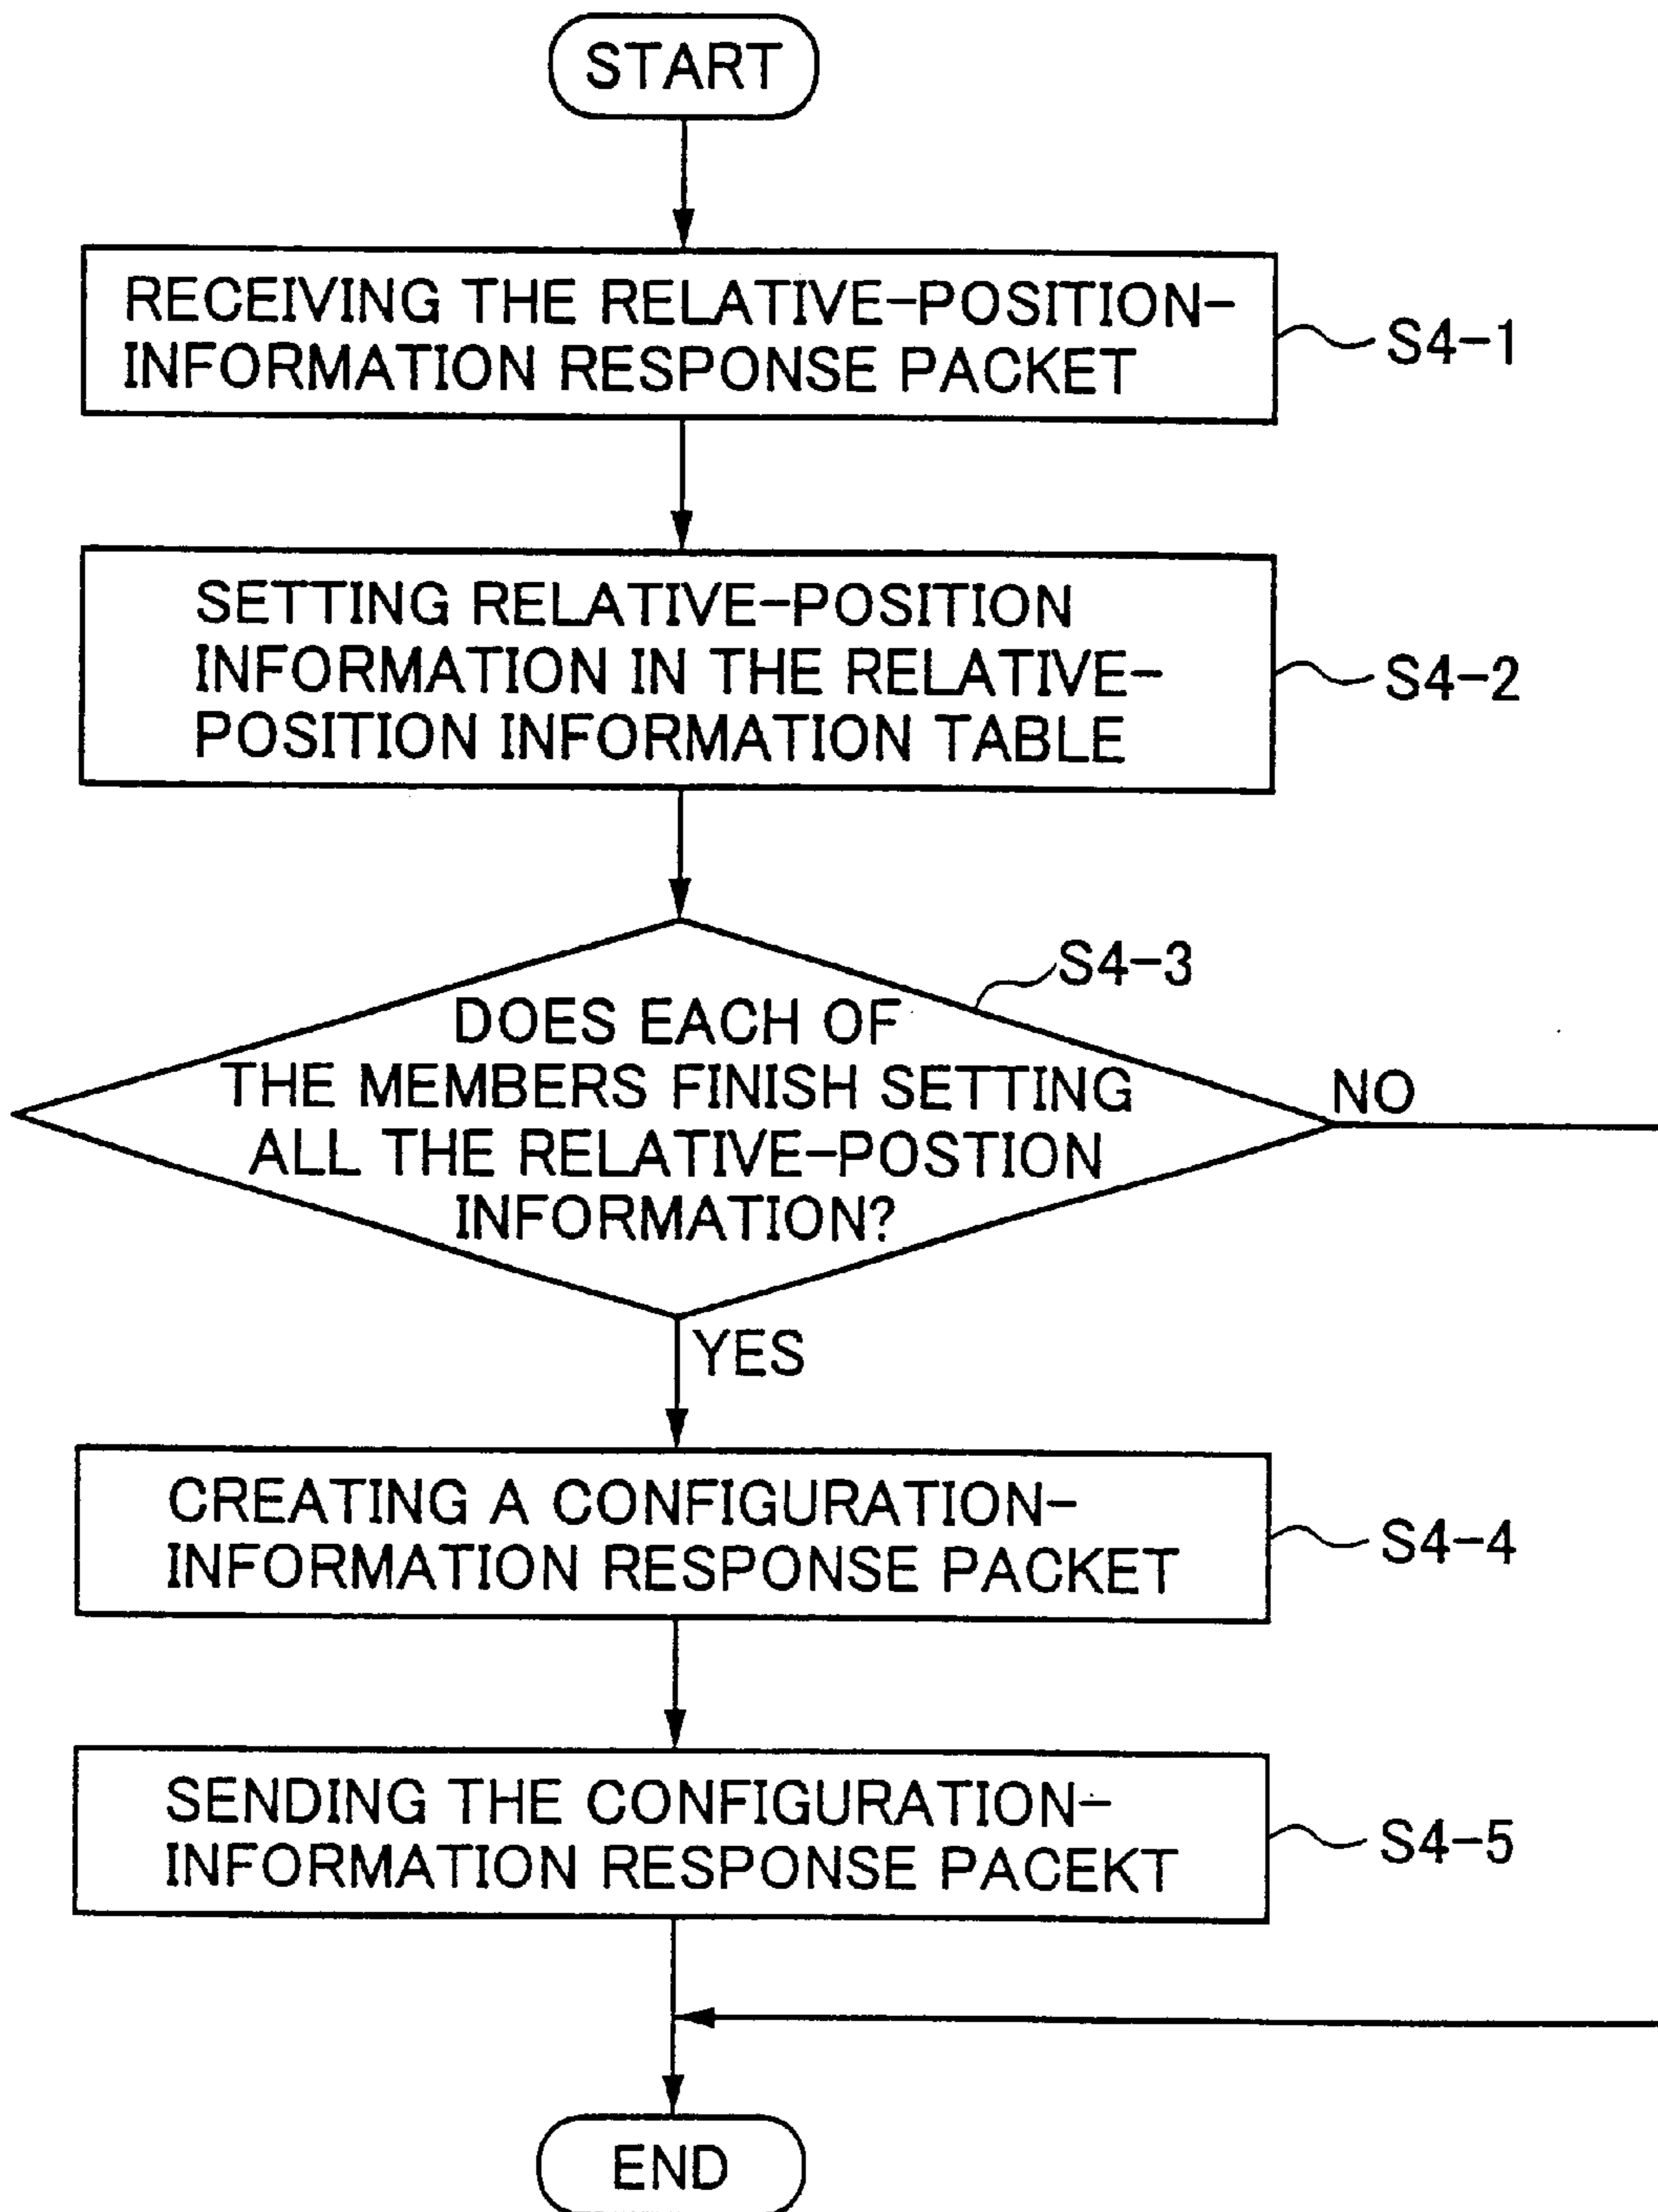 START
RECEIVING THE RELATIVE-POSITION-
INFORMATION RESPONSE PACKET
S4-1
SETTING RELATIVE-POSITION
INFORMATION IN THE RELATIVE-
POSITION INFORMATION TABLE
S4-2
S4-3
DOES EACH OF
THE MEMBERS FINISH SETTING
ALL THE RELATIVE-POSTION
INFORMATION?
NO
YES
CREATING A CONFIGURATION-
INFORMATION RESPONSE PACKET
S4-4
SENDING THE CONFIGURATION-
INFORMATION RESPONSE PACEKT
S4-5
END